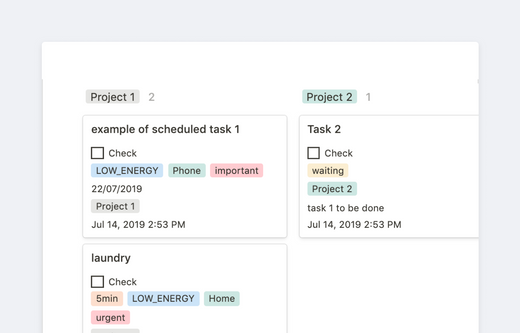 Project 1 2
example of scheduled task 1
Check
LOW_ENERGY Phone important
22/07/2019
Project 1
Jul 14, 2019 2:53 PM
laundry
Check
5min LOW_ENERGY Home
urgent
Project 2 1
Task 2
Check
waiting
Project 2
task 1 to be done
Jul 14, 2019 2:53 PM